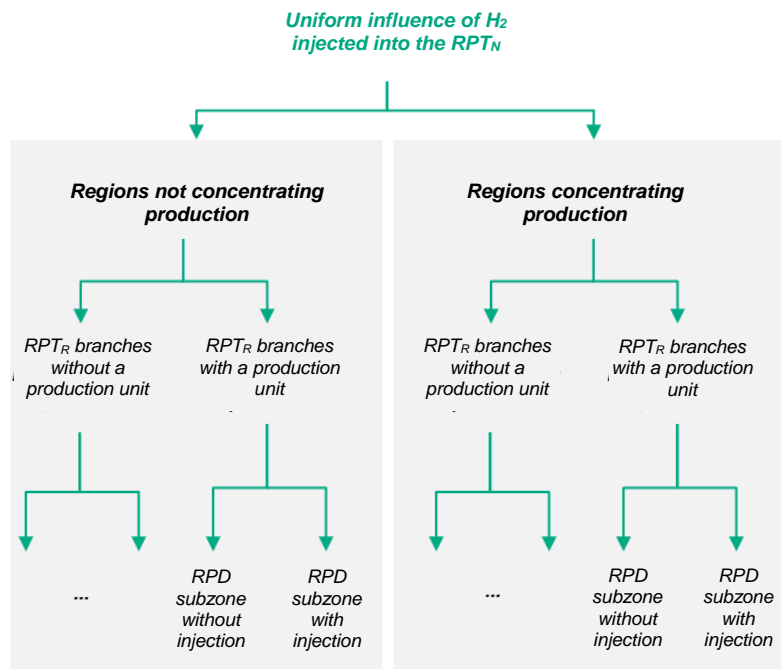 Uniform influence of H2
injected into the RPTN
Regions not concentrating
production
Regions concentrating
production
RPTR branches
without a
production unit
RPTR branches
with a production
unit
RPTR branches
without a
production unit
RPTR branches
with a production
unit
...
RPD
subzone
without
injection
RPD
subzone
with
injection
...
RPD
subzone
without
injection
RPD
subzone
with
injection